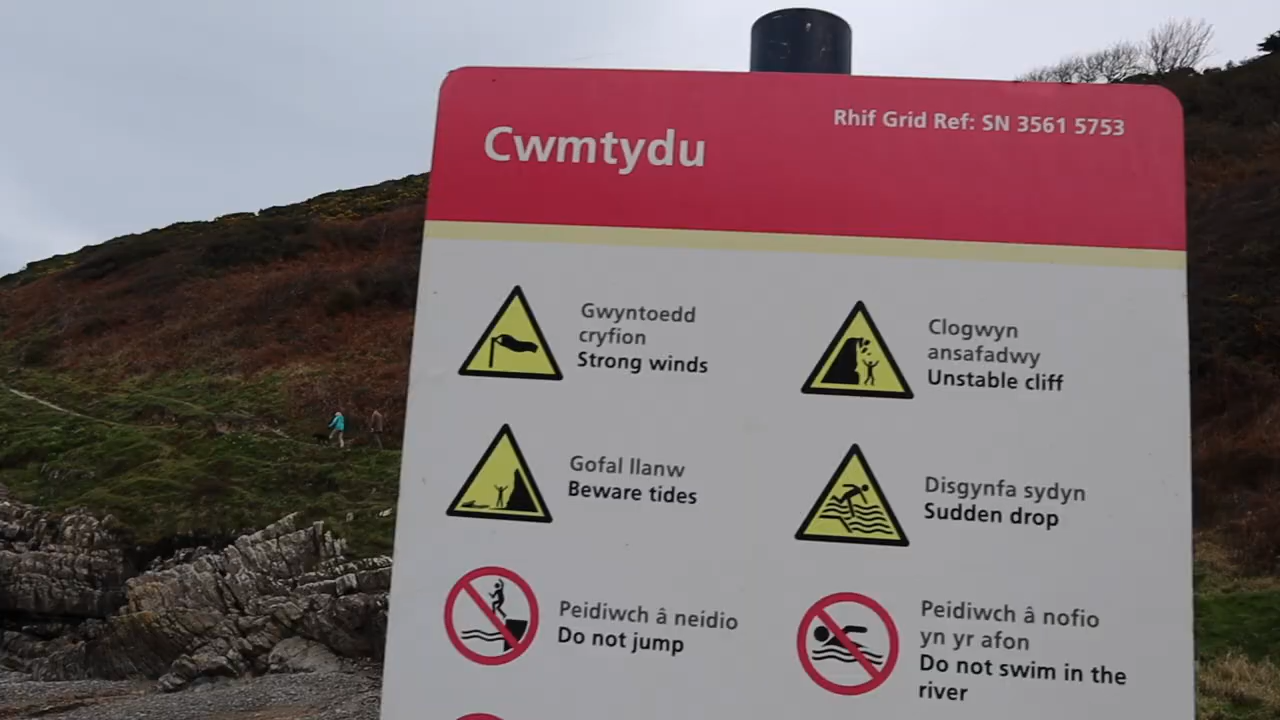 Cwmtydu
Rhif Grid Ref: SN 3561 5753
Gwyntoedd
cryfion
Strong winds
Clogwyn
ansafadwy
Unstable cliff
Gofal llanw
Beware tides
Disgynfa sydyn
Sudden drop
Peidiwch â neidio
Do not jump
Peidiwch â nofio
yn yr afon
Do not swim in the
river